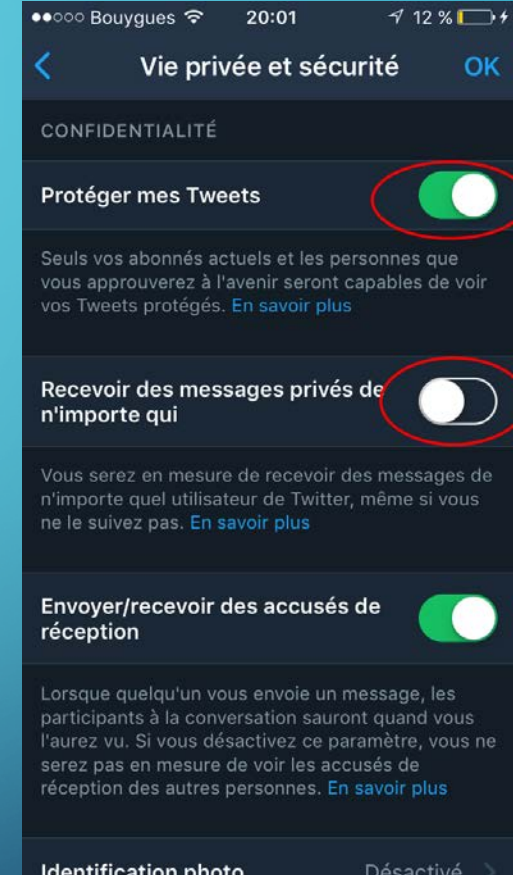 Bouygues 20:01 12 %
Vie privée et sécurité OK
CONFIDENTIALITÉ
Protéger mes Tweets
Seuls vos abonnés actuels et les personnes que
vous approuverez à l'avenir seront capables de voir
vos Tweets protégés. En savoir plus
Recevoir des messages privés de
n'importe qui
Vous serez en mesure de recevoir des messages de
n'importe quel utilisateur de Twitter, même si vous
ne le suivez pas. En savoir plus
Envoyer/recevoir des accusés de
réception
Lorsque quelqu'un vous envoie un message, les
participants à la conversation sauront quand vous
l'aurez vu. Si vous désactivez ce paramètre, vous ne
serez pas en mesure de voir les accusés de
réception des autres personnes. En savoir plus
Identification photo Désactivé